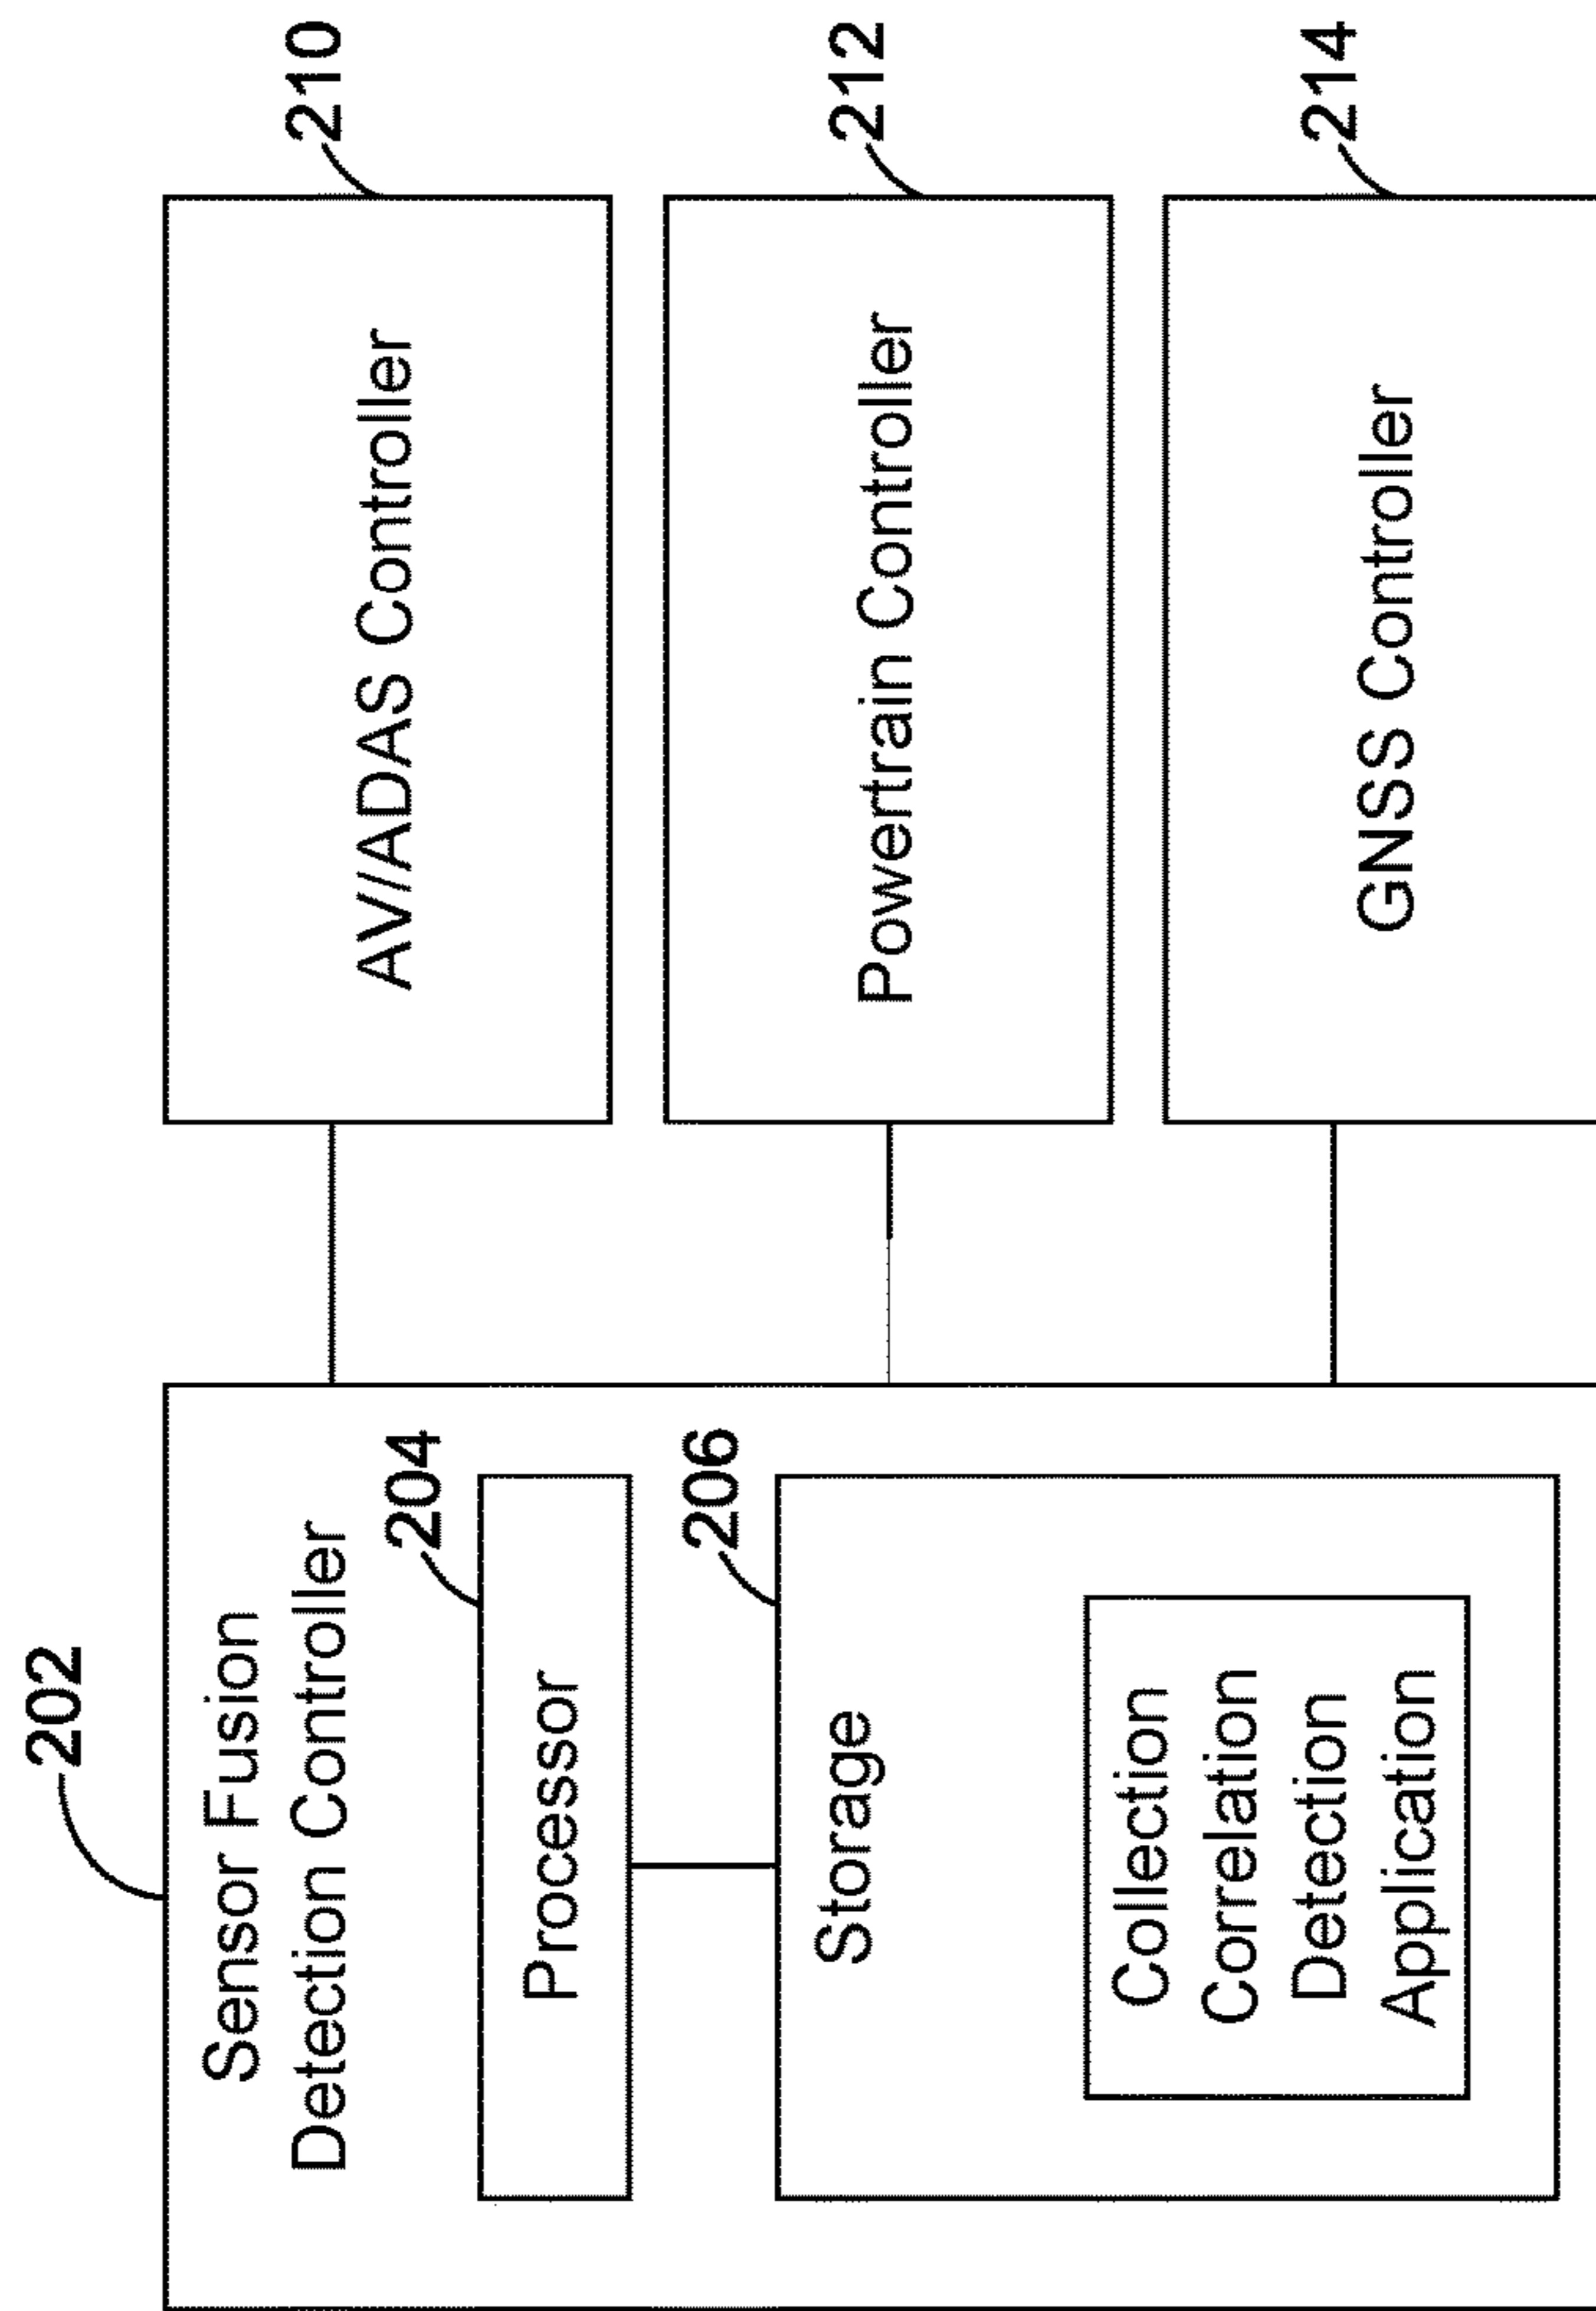 202
Sensor Fusion
Detection Controller
204
Processor
206
Storage
Collection
Correlation
Detection
Application
210
AV/ADAS Controller
212
Powertrain Controller
214
GNSS Controller